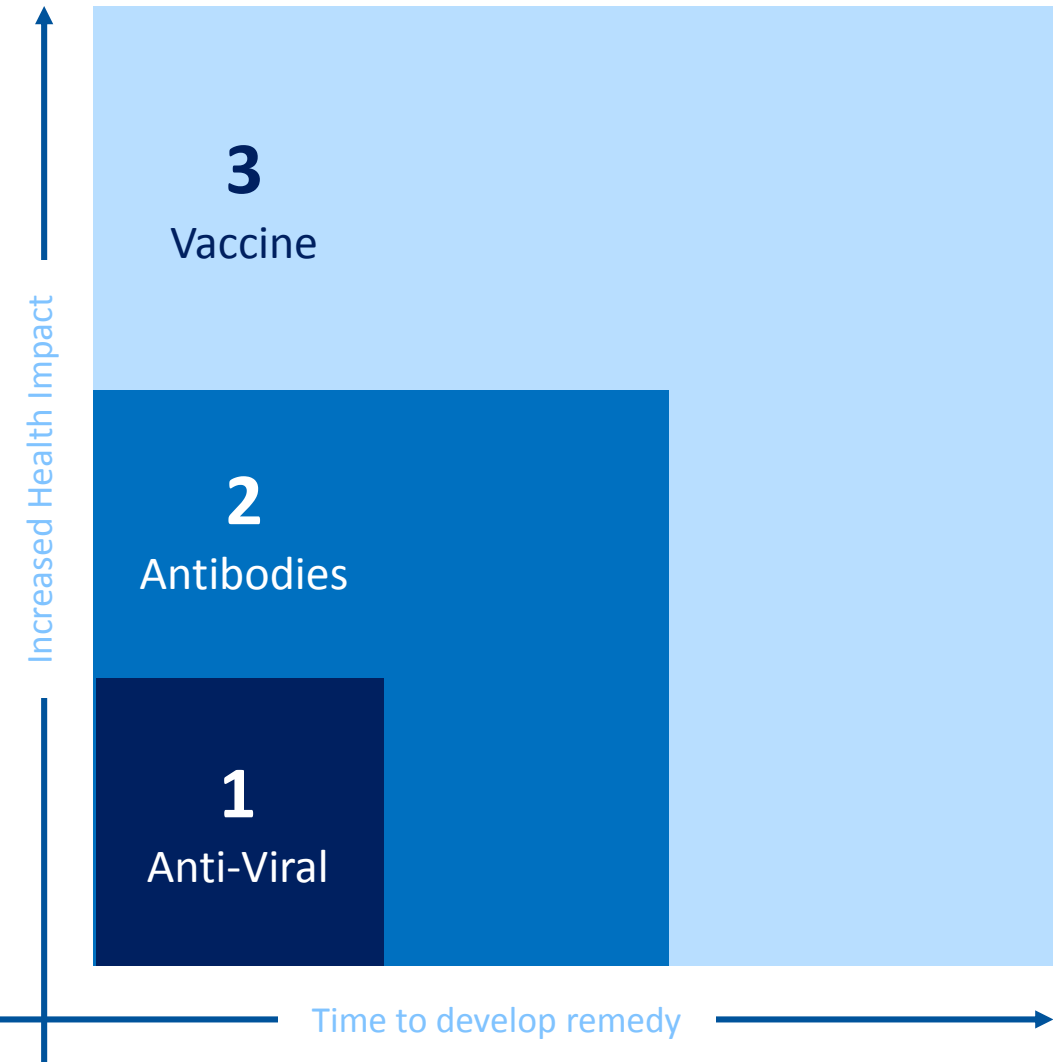 3
Vaccine
Increased Health Impact
2
Antibodies
1
Anti-Viral
Time to develop remedy